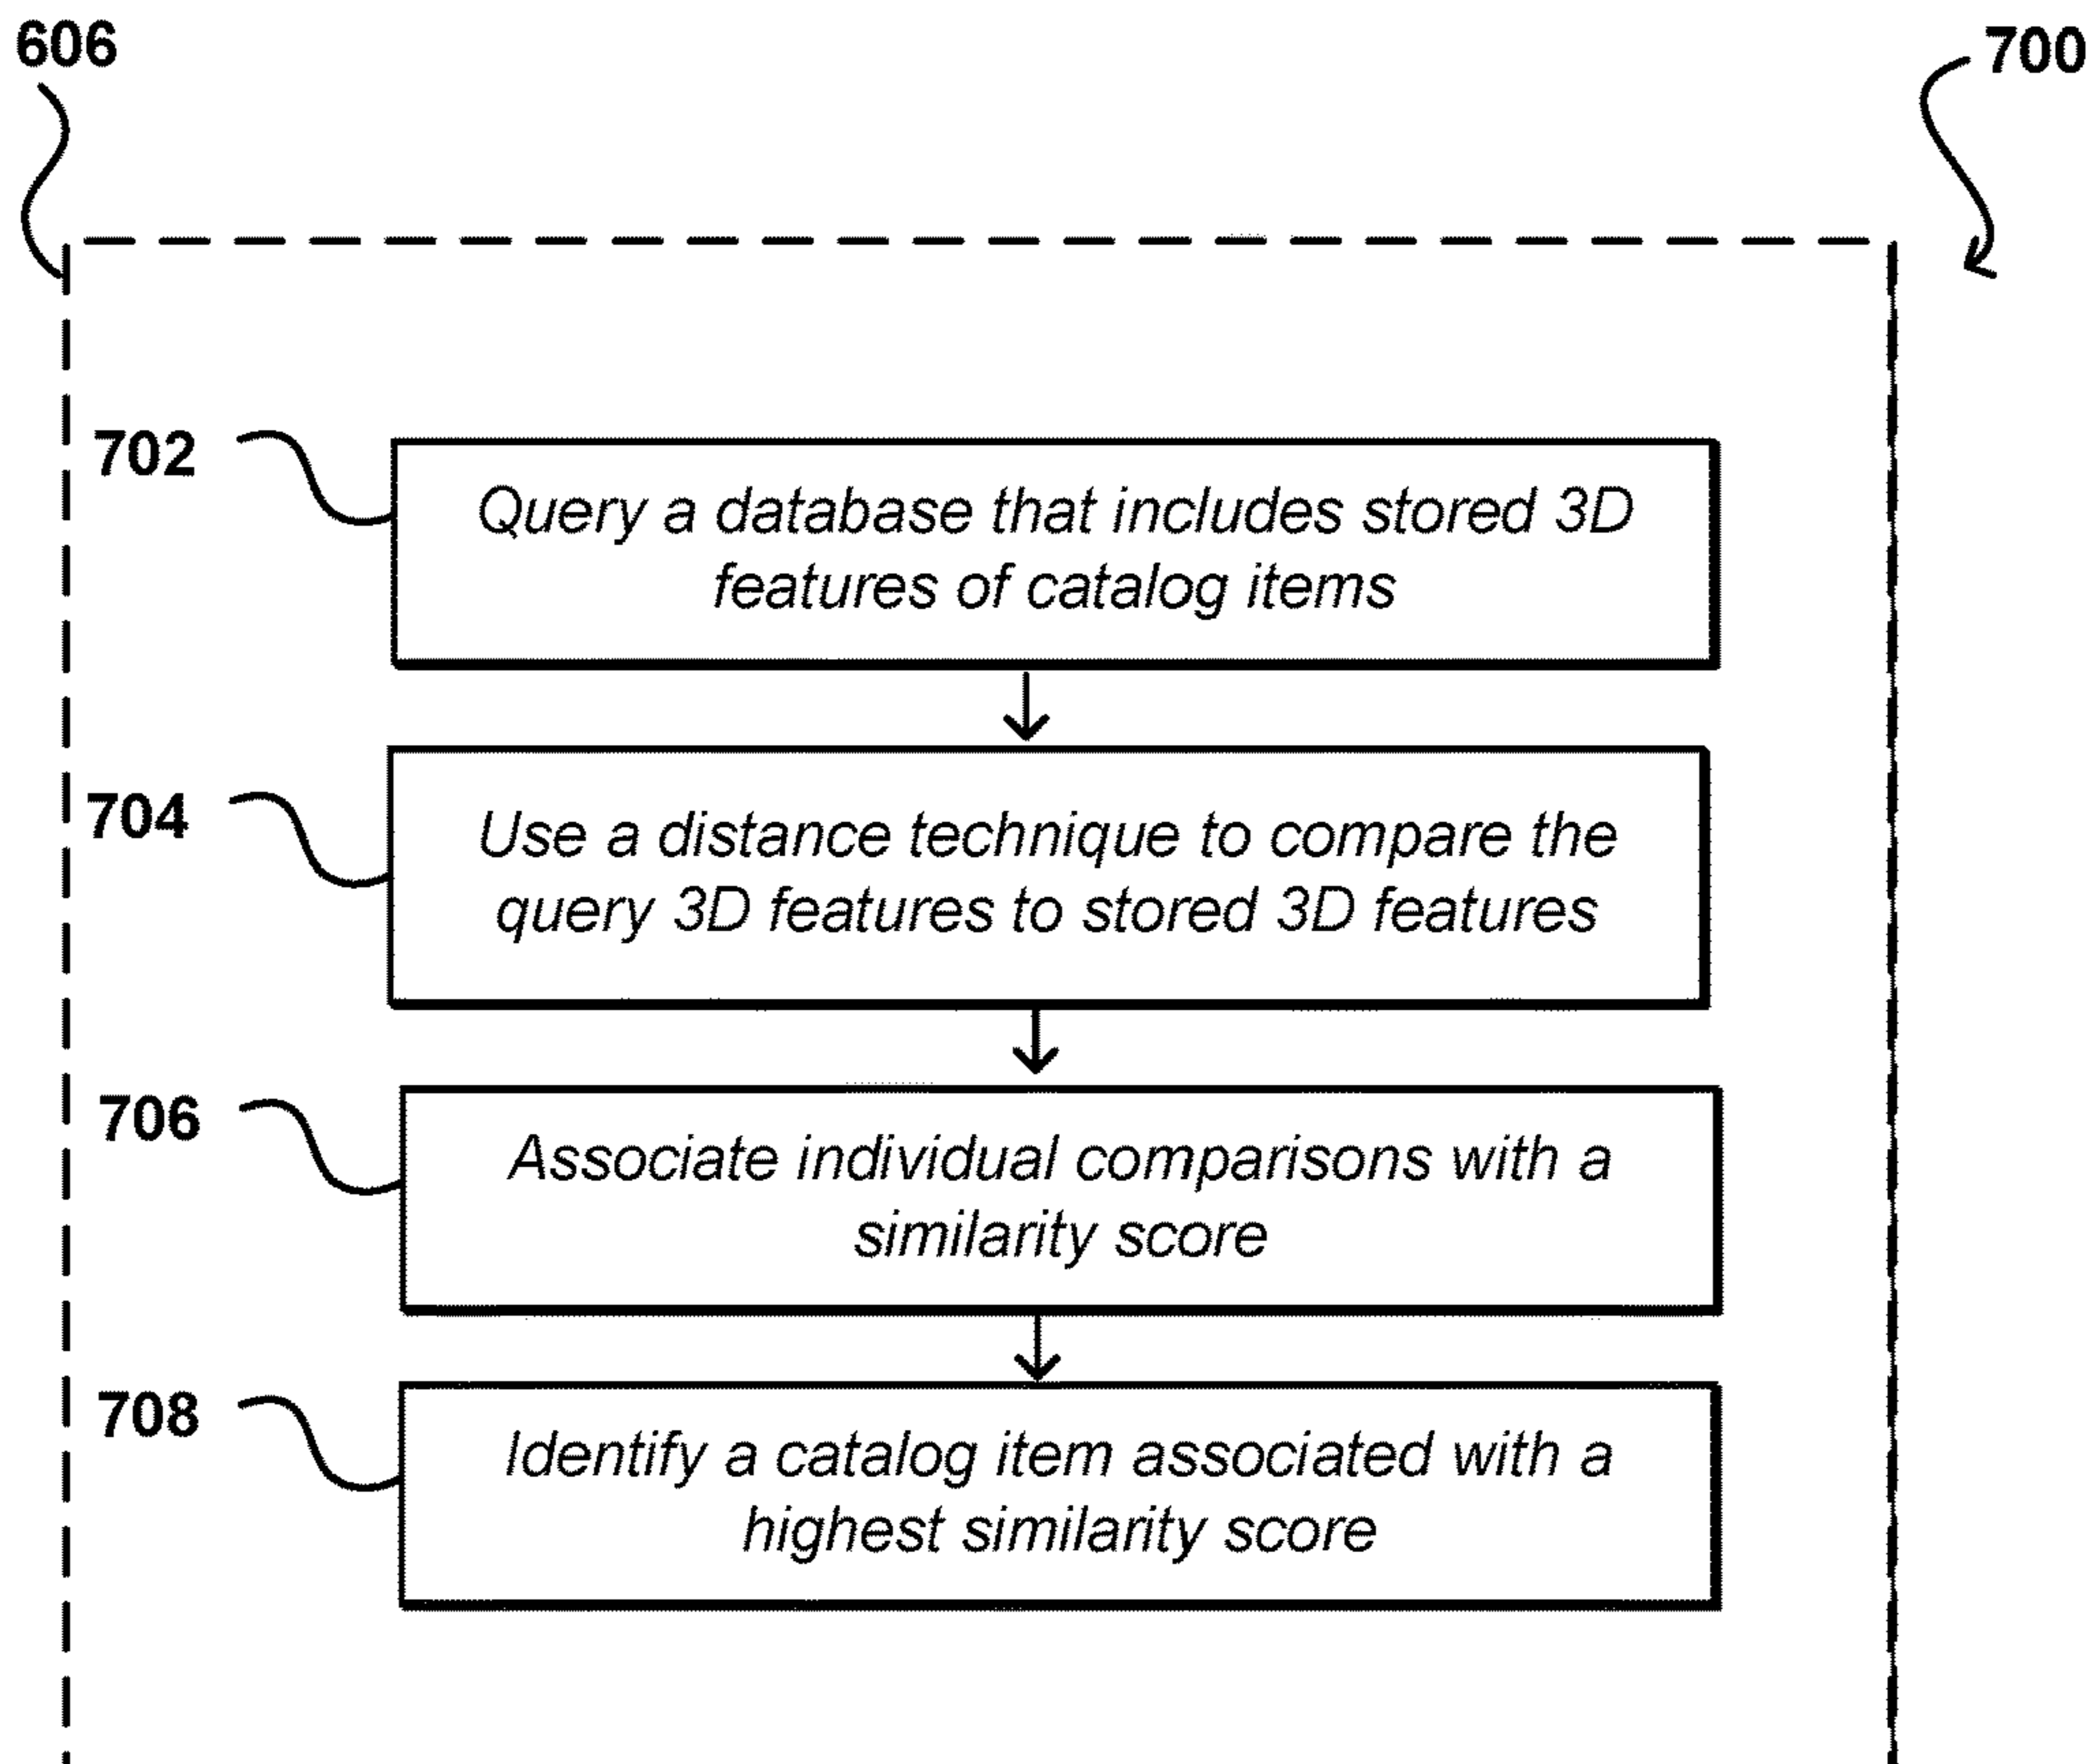 606
700
702
Query a database that includes stored 3D
features of catalog items
704
Use a distance technique to compare the
query 3D features to stored 3D features
706
Associate individual comparisons with a
similarity score
708
Identify a catalog item associated with a
highest similarity score